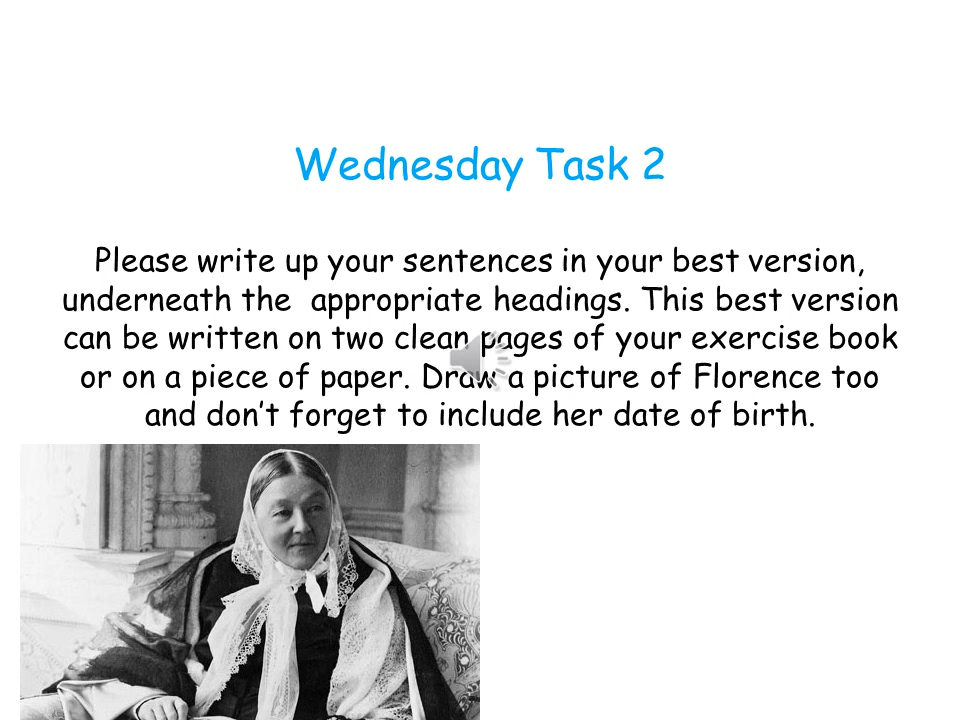 Wednesday Task 2
Please write up your sentences in your best version,
underneath the  appropriate headings. This best version
can be written on two clean pages of your exercise book
or on a piece of paper. Draw a picture of Florence too
and don’t forget to include her date of birth.